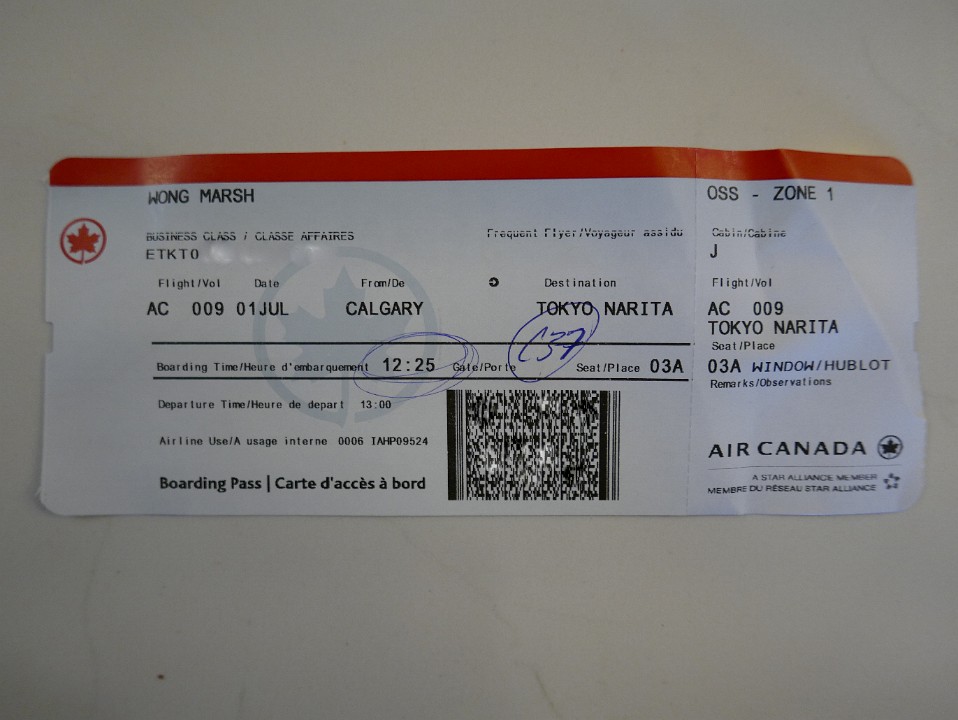 WONG MARSH
BUSINESS CLASS / CLASSE AFFAIRES Frequent Flyer/Voyageur assidu
ETKT0
Flight/Vol Date From/De Destination
AC 009 01JUL CALGARY TOKYO NARITA
Boarding Time/Heure d'embarquement 12:25 Gate/Porte C37 Seat/Place 03A
Departure Time/Heure de depart 13:00
Airline Use/A usage interne 0006 IAHP09524
Boarding Pass | Carte d'accès à bord
OSS - ZONE 1
Cabin/Cabine
J
Flight/Vol
AC 009
TOKYO NARITA
Seat/Place
03A WINDOW/HUBLOT
Remarks/Observations
AIR CANADA
A STAR ALLIANCE MEMBER
MEMBRE DU RÉSEAU STAR ALLIANCE